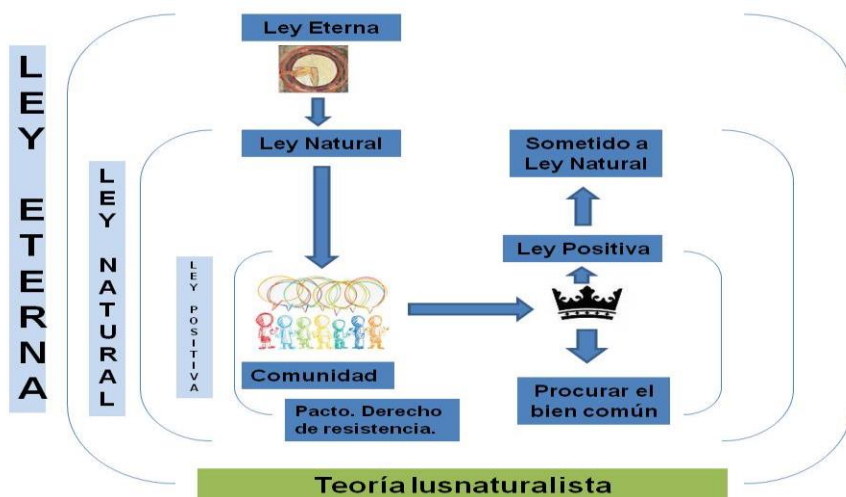 LEY ETERNA
LEY NATURAL
LEY POSITIVA
Ley Eterna
Ley Natural
Sometido a
Ley Natural
Ley Positiva
Comunidad
Pacto. Derecho
de resistencia.
Procurar el
bien común
Teoría Iusnaturalista